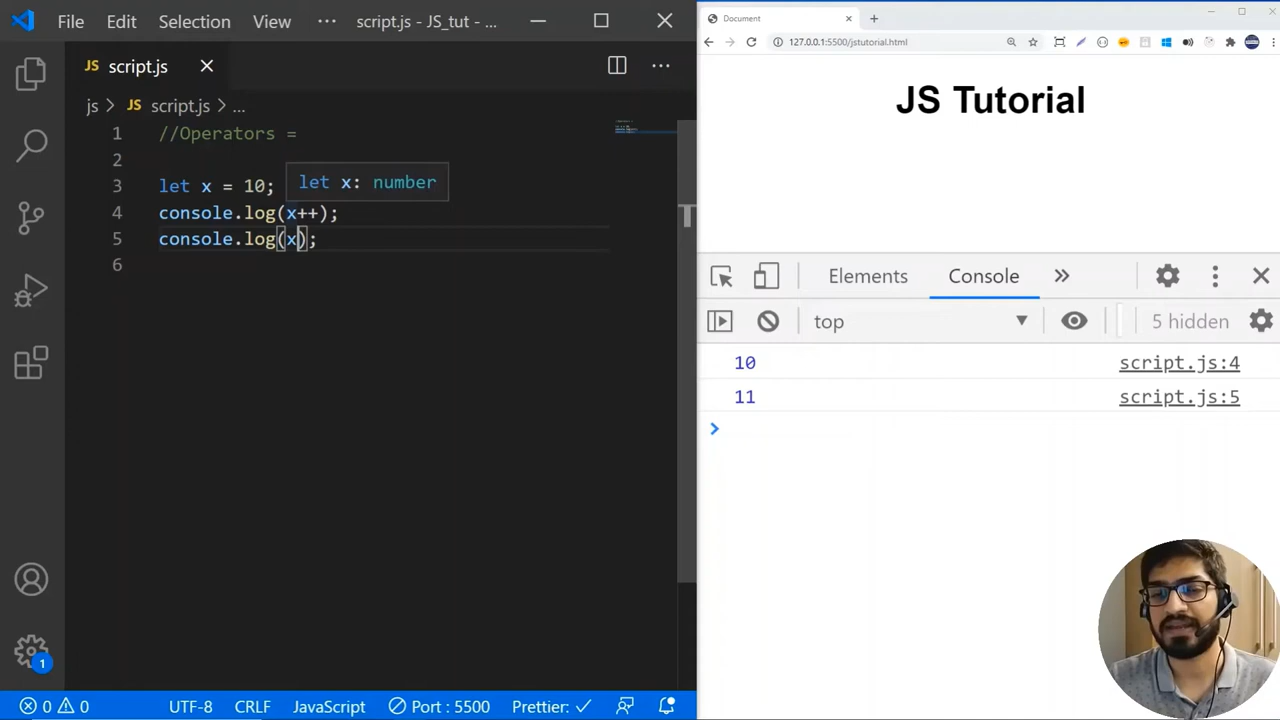 File Edit Selection View ··· script.js - JS_tut - ...
JS script.js
js > JS script.js > ...
1 //Operators =
2
3 let x = 10;
let x: number
4 console.log(x++);
5 console.log(x);
6
1
0 0 UTF-8 CRLF JavaScript Port : 5500 Prettier:
Document
127.0.0.1:5500/jstutorial.html
JS Tutorial
Elements Console
top 5 hidden
10 script.js:4
11 script.js:5